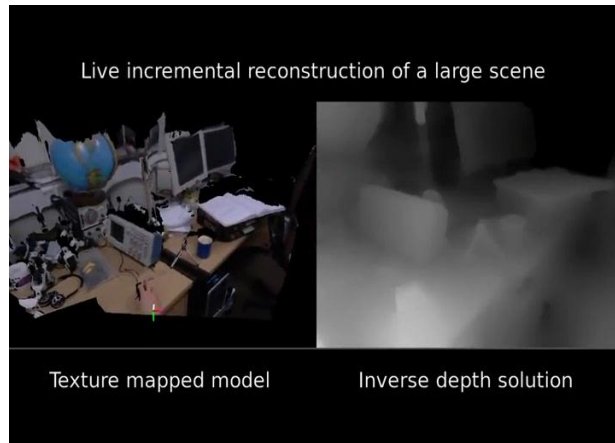 Live incremental reconstruction of a large scene
Texture mapped model
Inverse depth solution